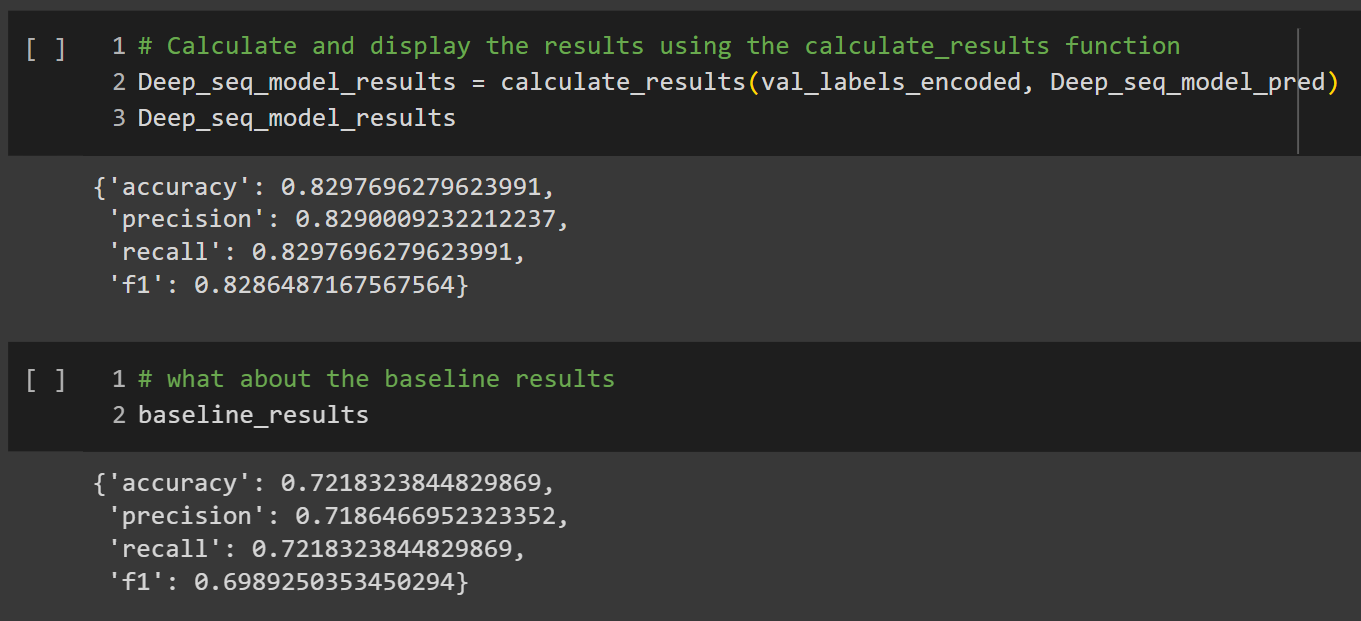 [ ] 1 # Calculate and display the results using the calculate_results function
2 Deep_seq_model_results = calculate_results(val_labels_encoded, Deep_seq_model_pred)
3 Deep_seq_model_results
{'accuracy': 0.8297696279623991,
'precision': 0.8290009232212237,
'recall': 0.8297696279623991,
'f1': 0.8286487167567564}
[ ] 1 # what about the baseline results
2 baseline_results
{'accuracy': 0.7218323844829869,
'precision': 0.7186466952323352,
'recall': 0.7218323844829869,
'f1': 0.6989250353450294}